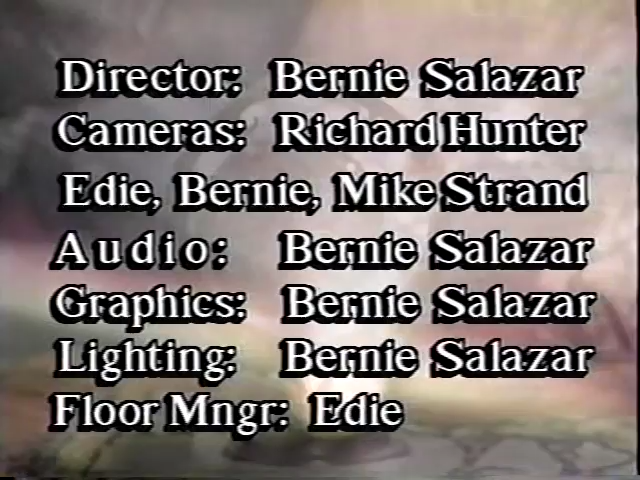 Director: Bernie Salazar
Cameras: Richard Hunter
Edie, Bernie, Mike Strand
Audio: Bernie Salazar
Graphics: Bernie Salazar
Lighting: Bernie Salazar
Floor Mngr: Edie